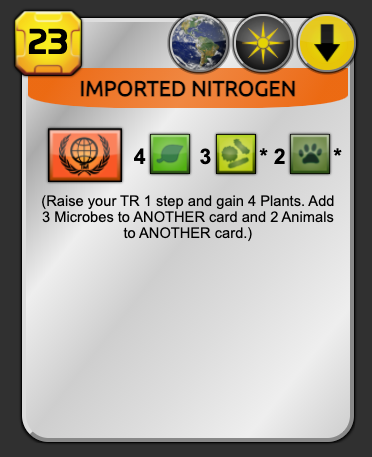 23
IMPORTED NITROGEN
4 3 * 2 *
(Raise your TR 1 step and gain 4 Plants. Add
3 Microbes to ANOTHER card and 2 Animals
to ANOTHER card.)